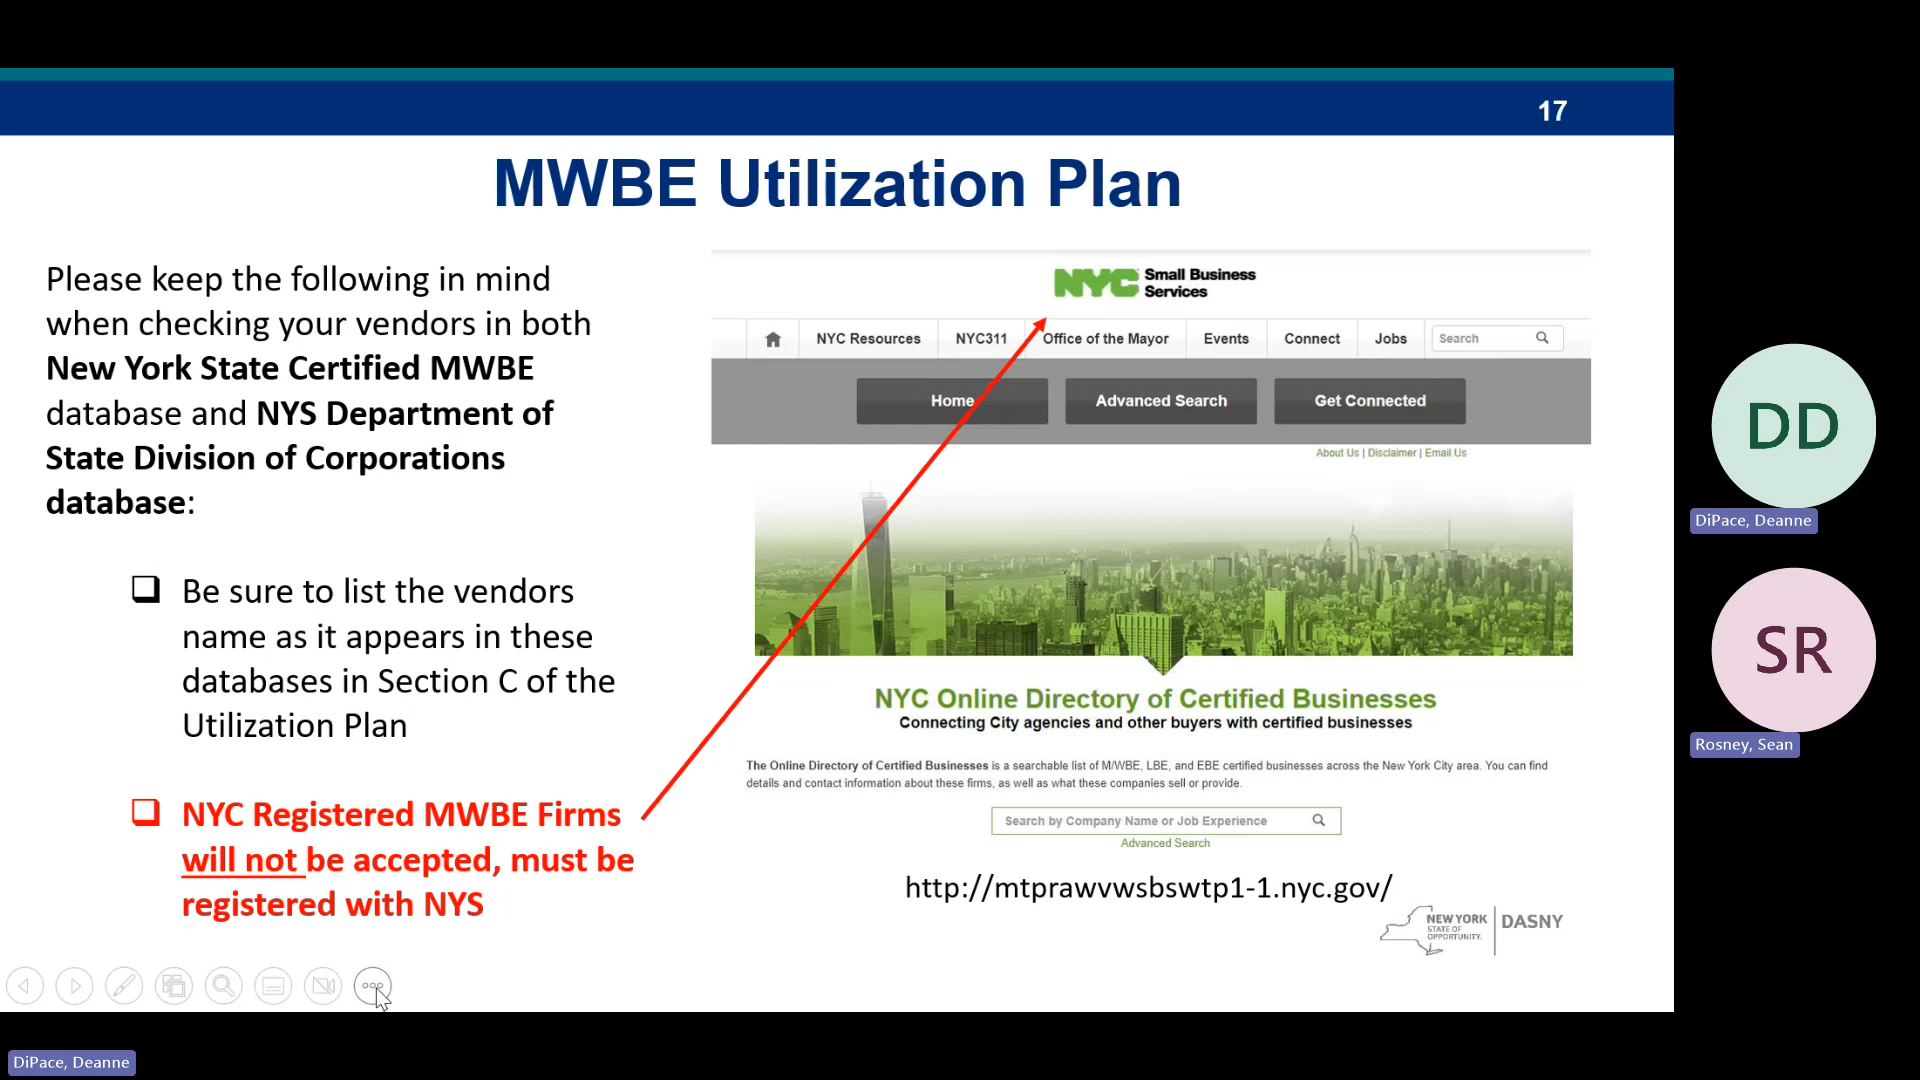 17
MWBE Utilization Plan
Please keep the following in mind
when checking your vendors in both
New York State Certified MWBE
database and NYS Department of
State Division of Corporations
database:
Be sure to list the vendors
name as it appears in these
databases in Section C of the
Utilization Plan
NYC Registered MWBE Firms
will not be accepted, must be
registered with NYS
NYC Small Business
Services
NYC Resources NYC311 Office of the Mayor Events Connect Jobs Search
Home Advanced Search Get Connected
About Us | Disclaimer | Email Us
NYC Online Directory of Certified Businesses
Connecting City agencies and other buyers with certified businesses
The Online Directory of Certified Businesses is a searchable list of M/WBE, LBE, and EBE certified businesses across the New York City area. You can find
details and contact information about these firms, as well as what these companies sell or provide.
Search by Company Name or Job Experience
Advanced Search
http://mtprawvwsbswtp1-1.nyc.gov/
NEW YORK
STATE OF
OPPORTUNITY.
DASNY
DD
DiPace, Deanne
SR
Rosney, Sean
DiPace, Deanne